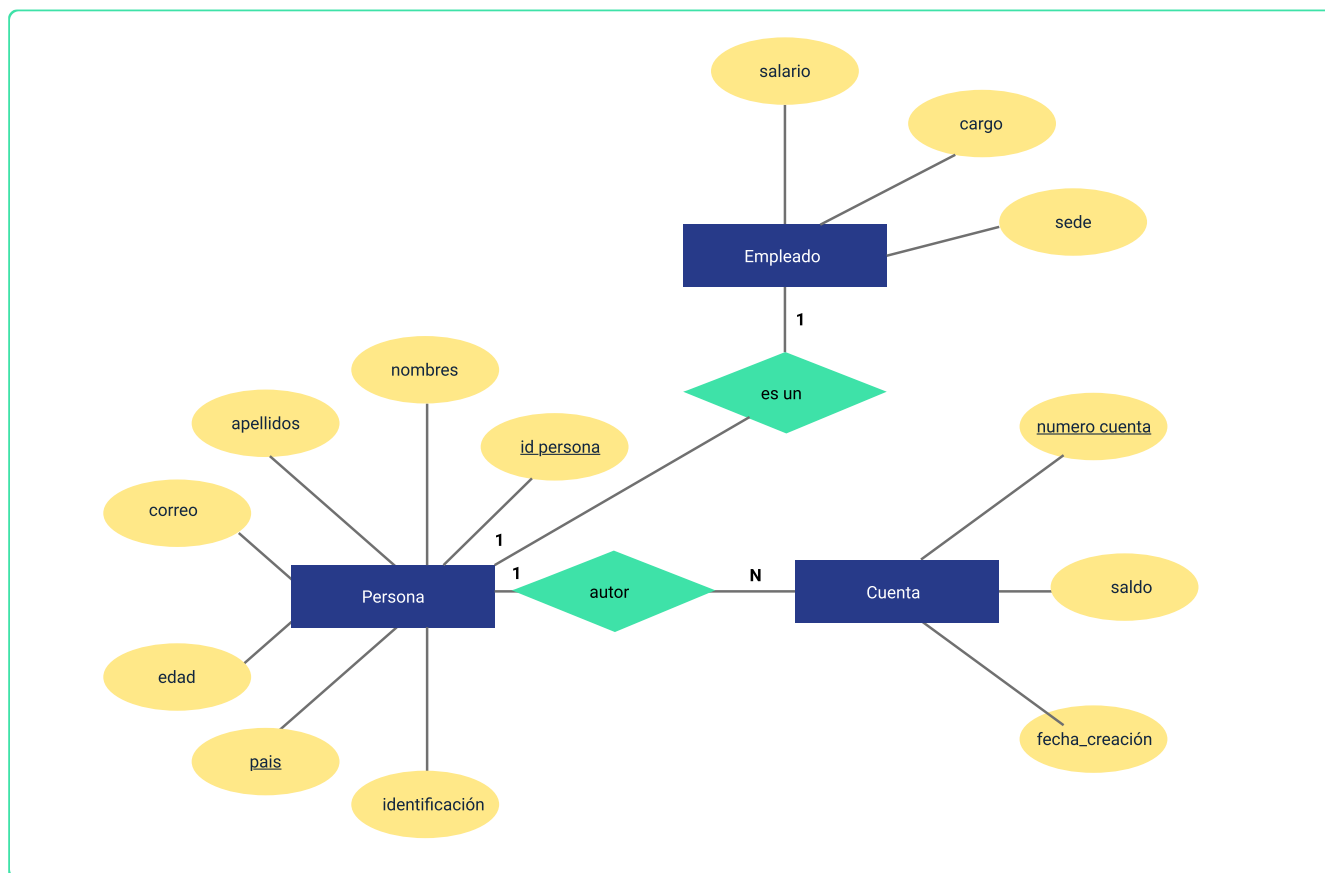 salario
cargo
sede
Empleado
1
nombres
es un
apellidos
id persona
numero cuenta
correo
1
1
N
autor
Persona
Cuenta
saldo
edad
pais
fecha_creación
identificación